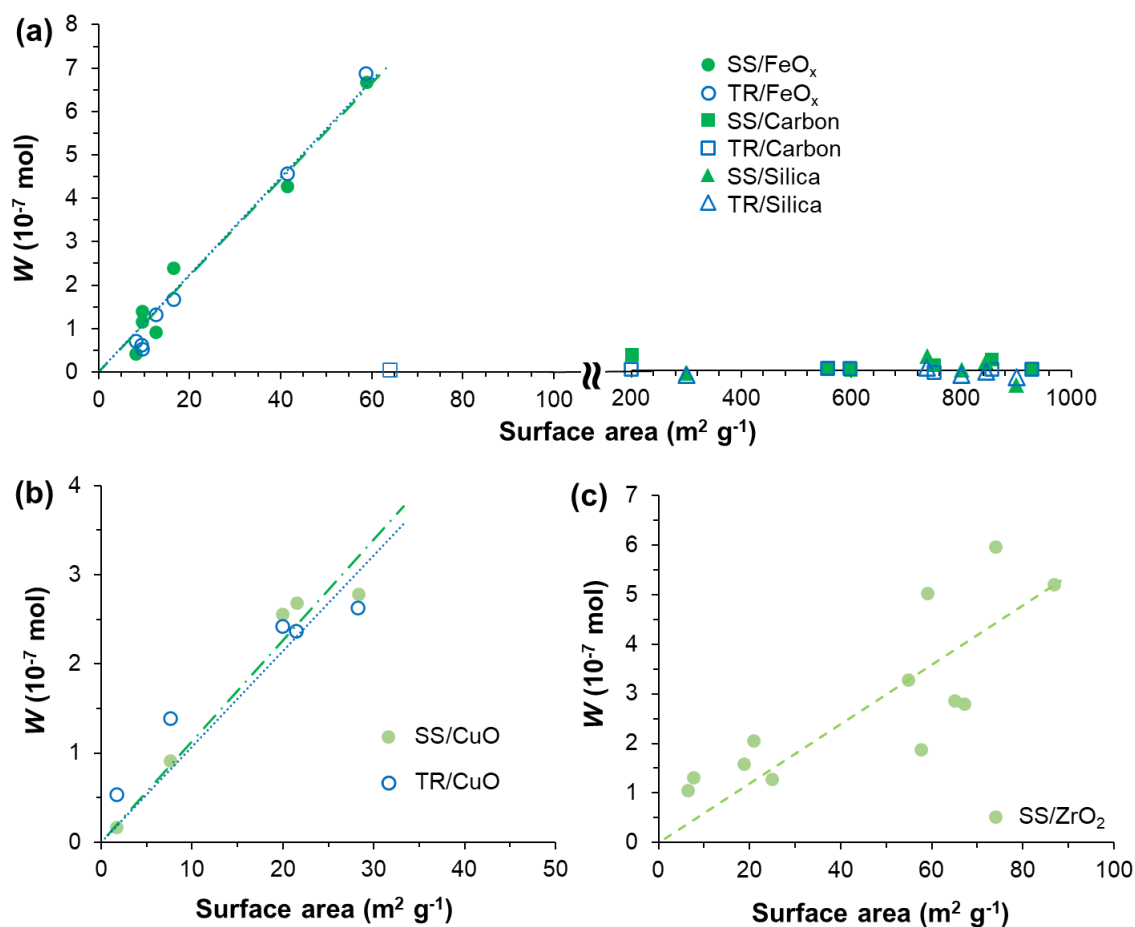 (a)
8
7
6
5
4
3
2
1
0
W (10⁻⁷ mol)
SS/FeOₓ
TR/FeOₓ
SS/Carbon
TR/Carbon
SS/Silica
TR/Silica
0 20 40 60 80 100 200 400 600 800 1000
Surface area (m² g⁻¹)
(b)
4
3
2
1
0
W (10⁻⁷ mol)
SS/CuO
TR/CuO
0 10 20 30 40 50
Surface area (m² g⁻¹)
(c)
7
6
5
4
3
2
1
0
W (10⁻⁷ mol)
SS/ZrO₂
0 20 40 60 80 100
Surface area (m² g⁻¹)